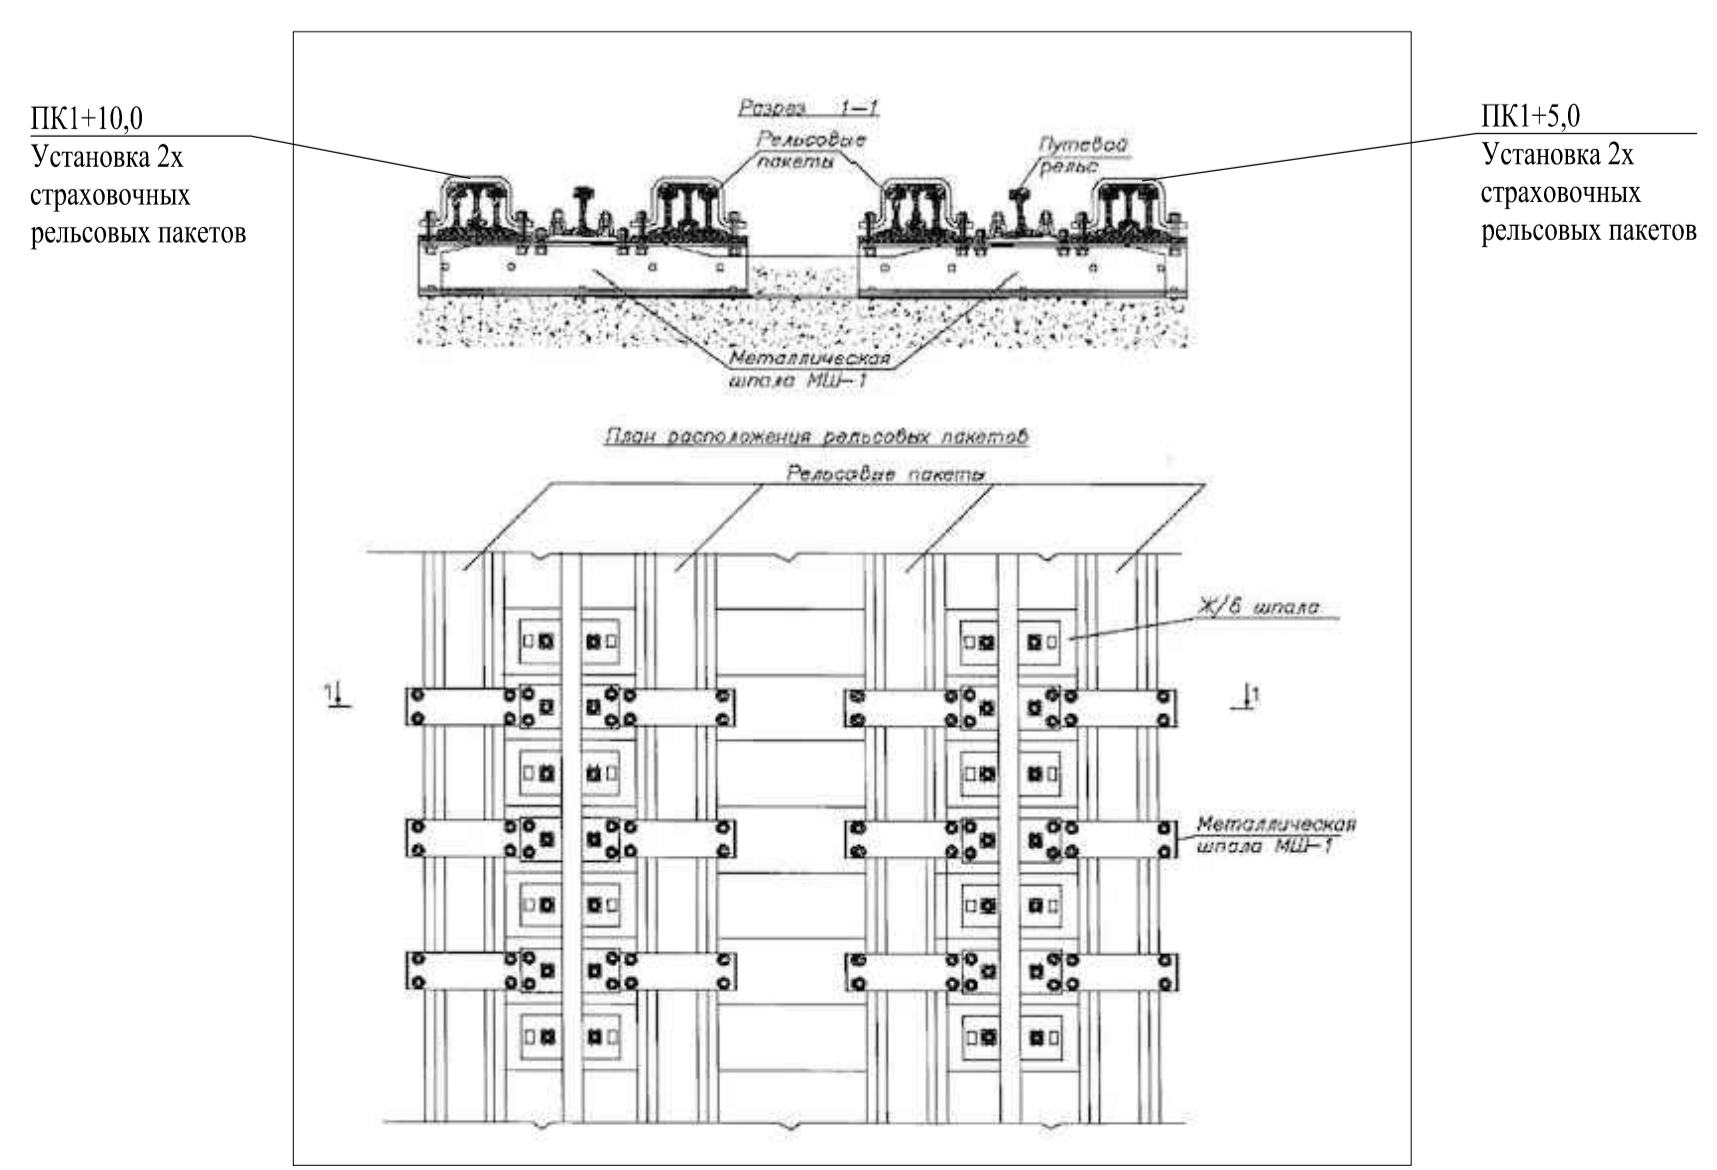 ПК1+10,0
Установка 2х
страховочных
рельсовых пакетов
ПК1+5,0
Установка 2х
страховочных
рельсовых пакетов
Разрез 1-1
Рельсовые
пакеты
Путевой
рельс
Металлическая
шпала МШ-1
План расположения рельсовых пакетов
Рельсовые пакеты
Ж/б шпала
1
1
Металлическая
шпала МШ-1